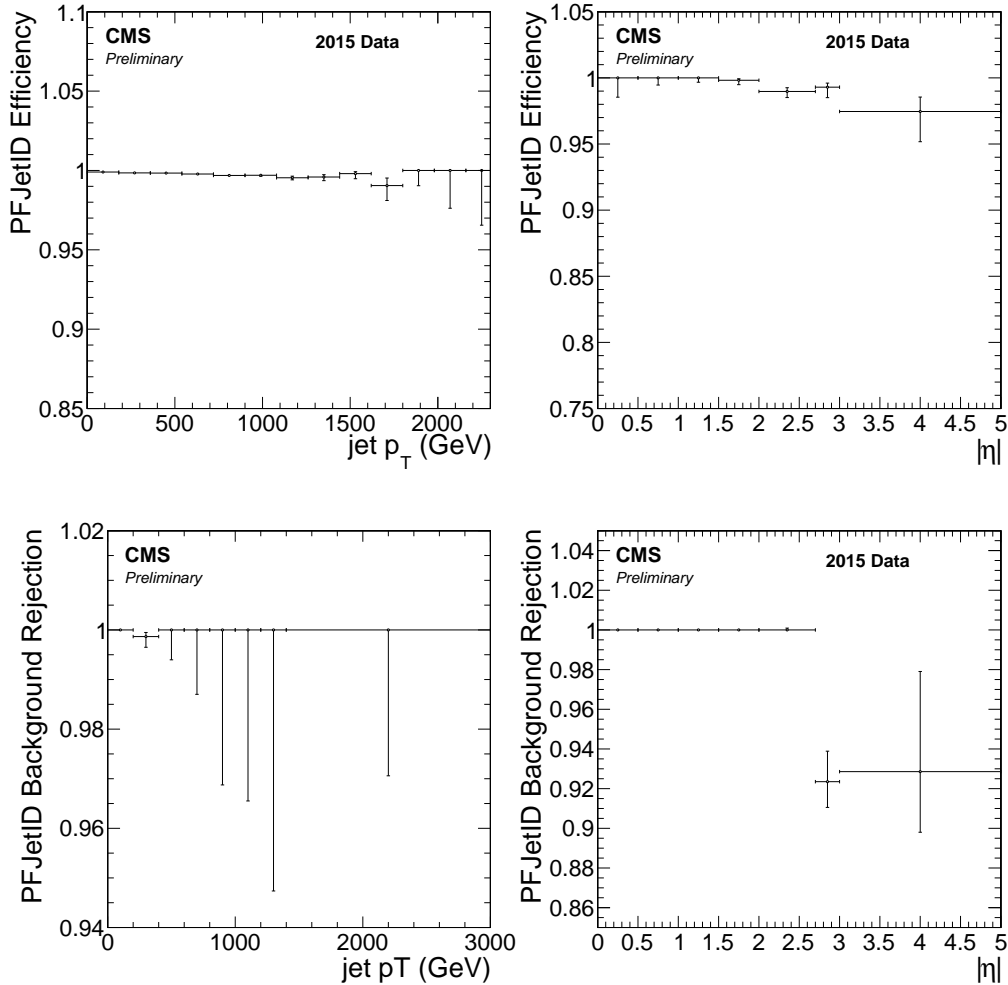 PFJetID Efficiency
CMS
Preliminary
2015 Data
1.1
1.05
1
0.95
0.9
0.85
0 500 1000 1500 2000
jet p_T (GeV)
PFJetID Efficiency
CMS
Preliminary
2015 Data
1.05
1
0.95
0.9
0.85
0.8
0.75
0 0.5 1 1.5 2 2.5 3 3.5 4 4.5 5
|η|
PFJetID Background Rejection
CMS
Preliminary
1.02
1
0.98
0.96
0.94
0 1000 2000 3000
jet pT (GeV)
PFJetID Background Rejection
CMS
Preliminary
2015 Data
1.04
1.02
1
0.98
0.96
0.94
0.92
0.9
0.88
0.86
0 0.5 1 1.5 2 2.5 3 3.5 4 4.5 5
|η|